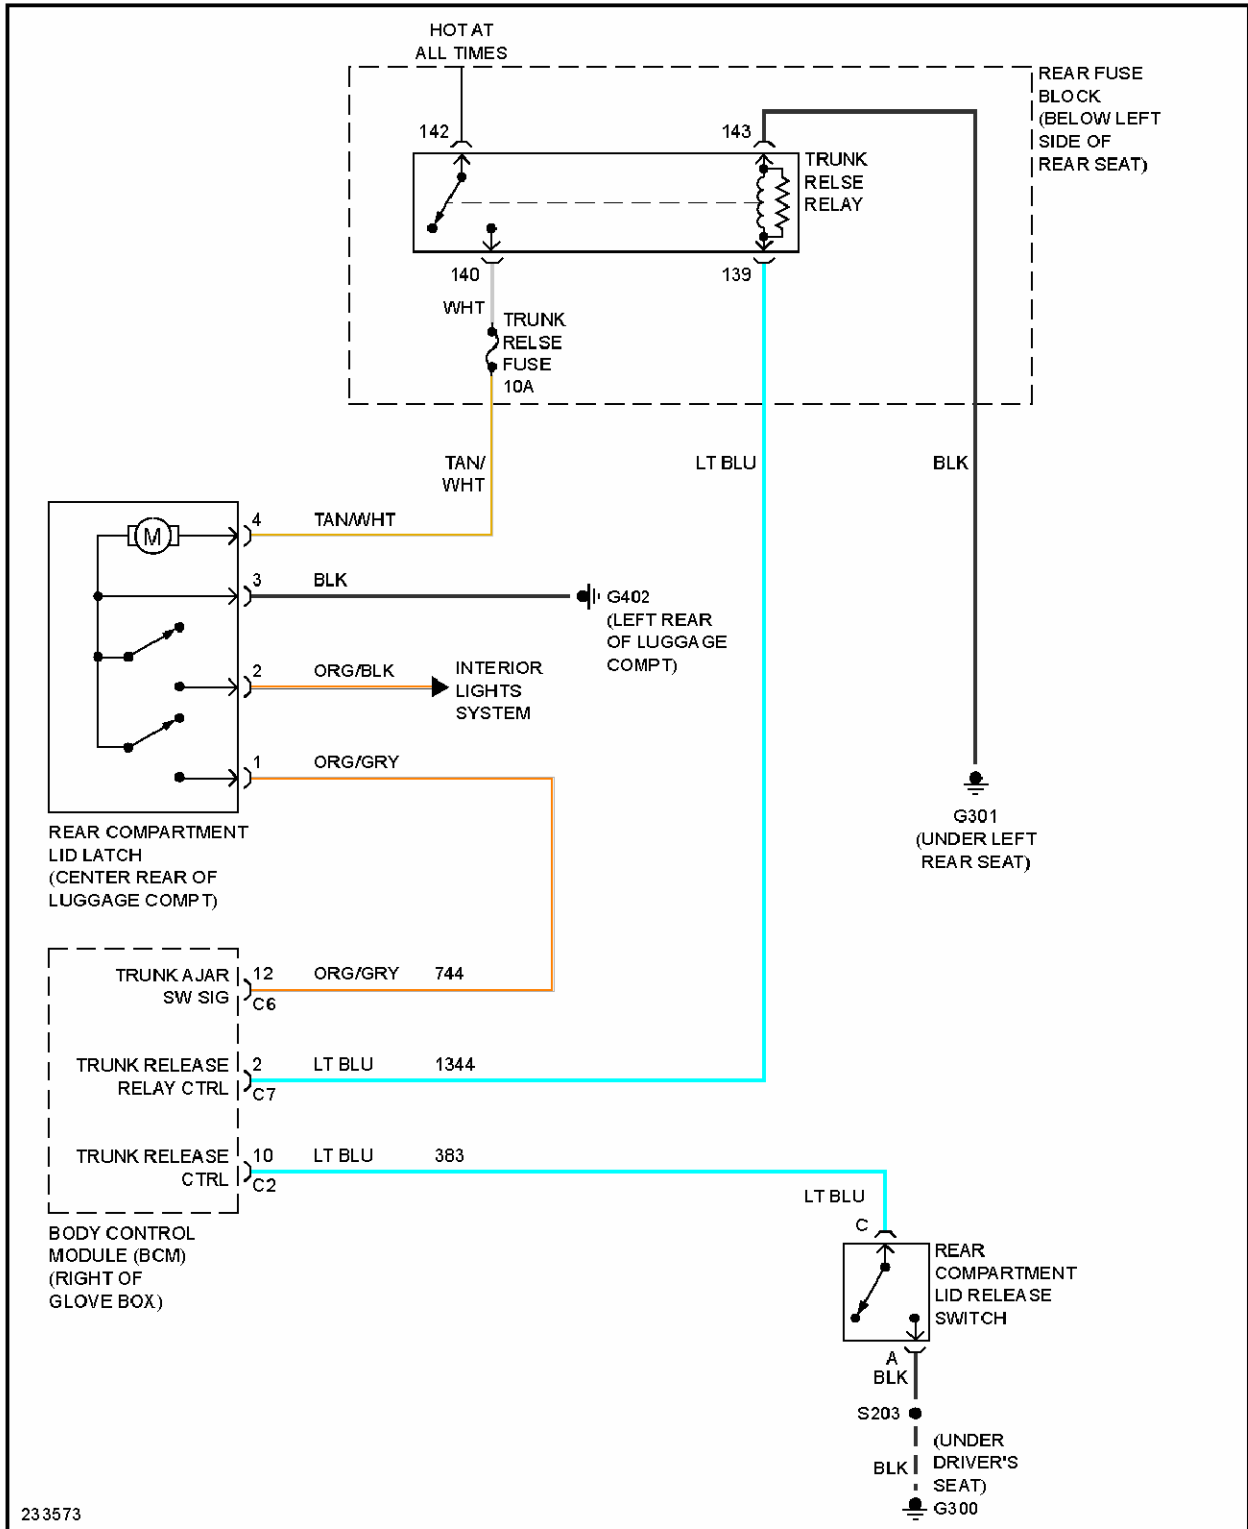 HOT AT
ALL TIMES
REAR FUSE
BLOCK
(BELOW LEFT
SIDE OF
REAR SEAT)
142
143
TRUNK
RELSE
RELAY
140
139
WHT
TRUNK
RELSE
FUSE
10A
TAN/
WHT
LT BLU
BLK
4
TAN/WHT
M
3
BLK
G402
(LEFT REAR
OF LUGGAGE
COMPT)
2
ORG/BLK
INTERIOR
LIGHTS
SYSTEM
1
ORG/GRY
G301
(UNDER LEFT
REAR SEAT)
REAR COMPARTMENT
LID LATCH
(CENTER REAR OF
LUGGAGE COMPT)
TRUNK AJAR
SW SIG
12
C6
ORG/GRY
744
TRUNK RELEASE
RELAY CTRL
2
C7
LT BLU
1344
TRUNK RELEASE
CTRL
10
C2
LT BLU
383
LT BLU
C
BODY CONTROL
MODULE (BCM)
(RIGHT OF
GLOVE BOX)
REAR
COMPARTMENT
LID RELEASE
SWITCH
A
BLK
S203
BLK
(UNDER
DRIVER'S
SEAT)
G300
233573